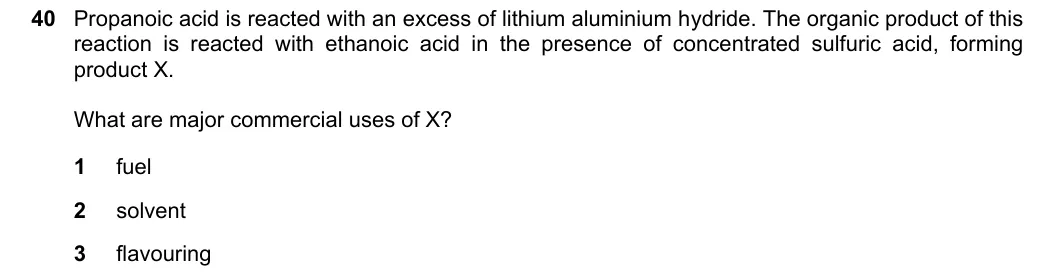 40 Propanoic acid is reacted with an excess of lithium aluminium hydride. The organic product of this
reaction is reacted with ethanoic acid in the presence of concentrated sulfuric acid, forming
product X.
What are major commercial uses of X?
1 fuel
2 solvent
3 flavouring